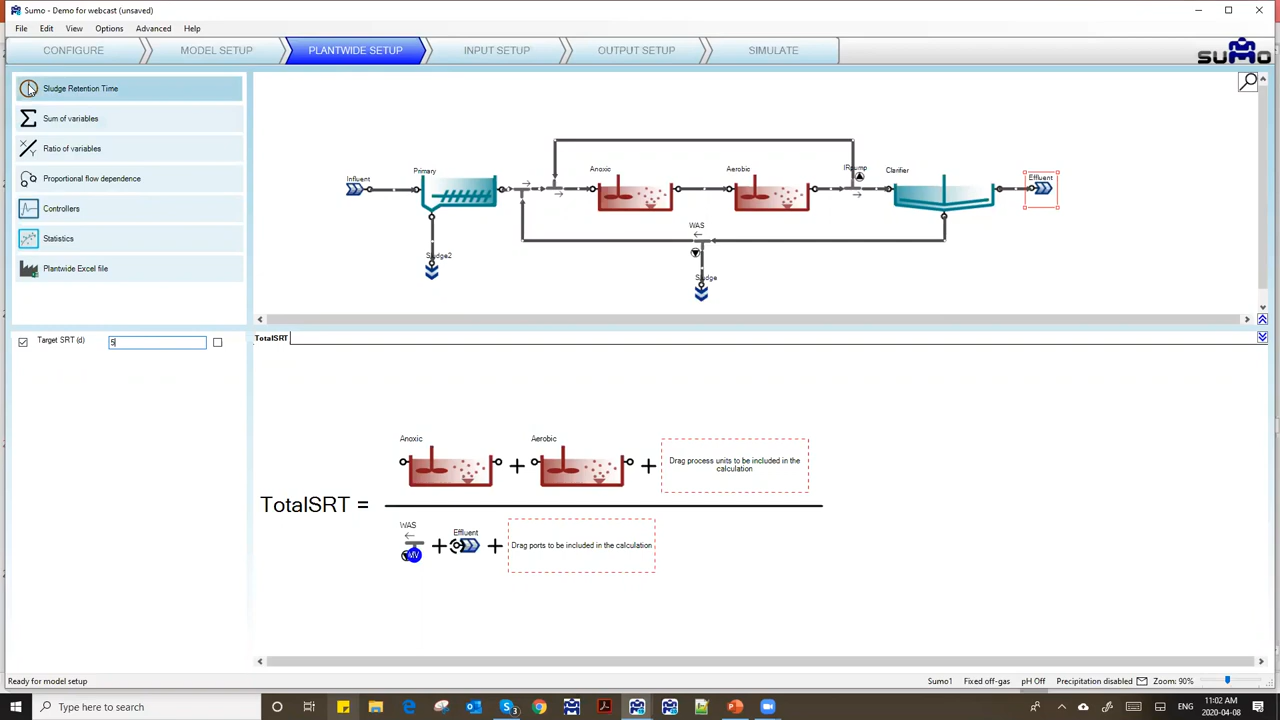 Sumo - Demo for webcast (unsaved)
File Edit View Options Advanced Help
CONFIGURE MODEL SETUP PLANTWIDE SETUP INPUT SETUP OUTPUT SETUP SIMULATE
sumo
Sludge Retention Time
Sum of variables
X/Y Ratio of variables
Proportional flow dependence
Controllers
Statistics
Plantwide Excel file
Influent
Primary
Anoxic
Aerobic
IRpump
Clarifier
Effluent
WAS
Sludge2
Sludge
Target SRT (d) 5
TotalSRT
Anoxic
Aerobic
+ + Drag process units to be included in the
calculation
TotalSRT =
WAS
Effluent
MV + + Drag ports to be included in the calculation
Ready for model setup
Sumo1 Fixed off-gas pH Off Precipitation disabled Zoom: 90%
Type here to search
3
11:02 AM
2020-04-08